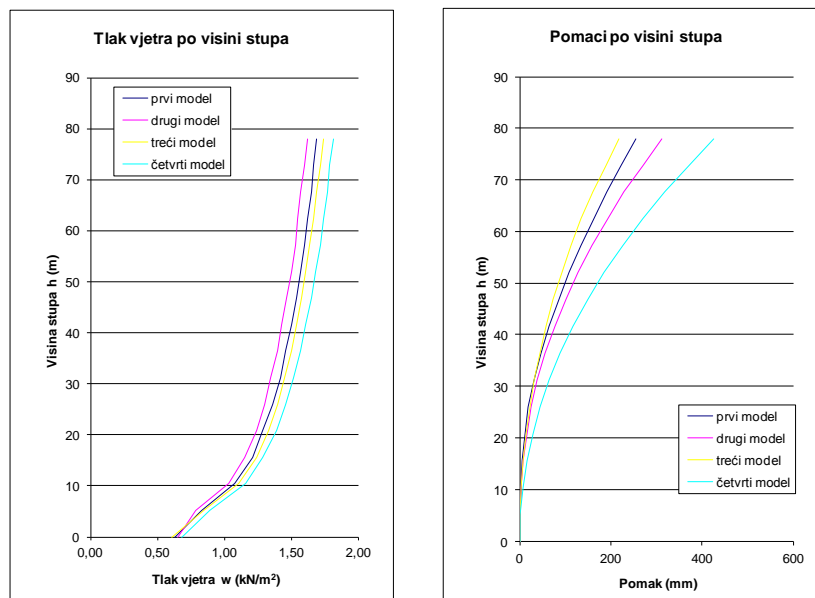 Tlak vjetra po visini stupa
Visina stupa h (m)
90
80
70
60
50
40
30
20
10
0
prvi model
drugi model
treći model
četvrti model
0,00 0,50 1,00 1,50 2,00
Tlak vjetra w (kN/m²)
Pomaci po visini stupa
Visina stupa h (m)
90
80
70
60
50
40
30
20
10
0
prvi model
drugi model
treći model
četvrti model
0 200 400 600
Pomak (mm)